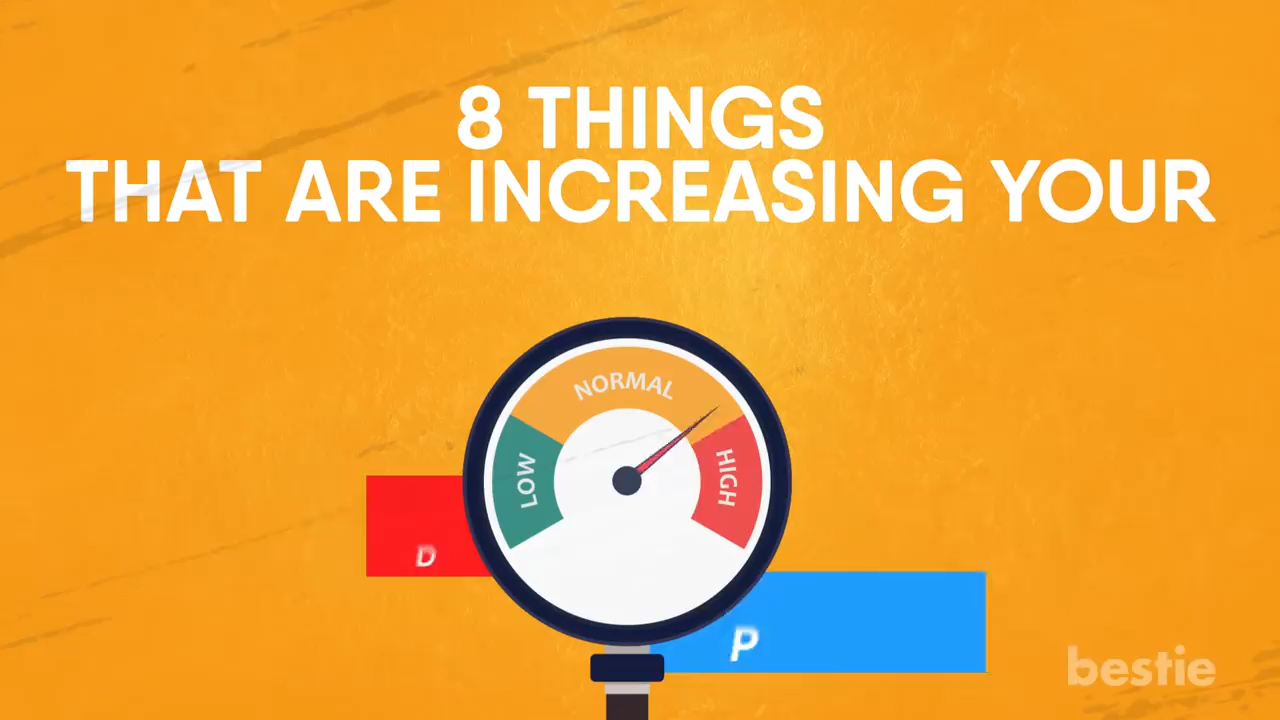 8 THINGS
THAT ARE INCREASING YOUR
NORMAL
LOW
HIGH
D
P
bestie